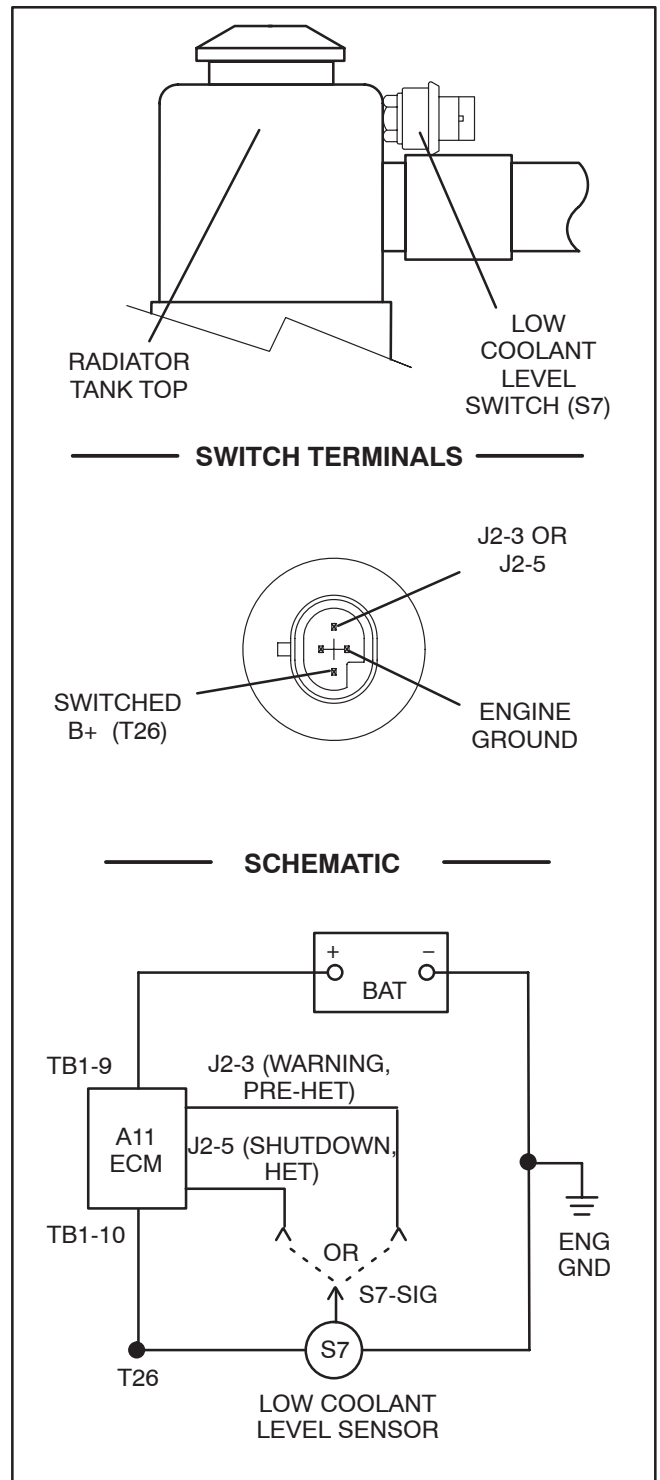 RADIATOR
TANK TOP
LOW
COOLANT
LEVEL
SWITCH (S7)
SWITCH TERMINALS
J2-3 OR
J2-5
SWITCHED
B+ (T26)
ENGINE
GROUND
SCHEMATIC
+
−
BAT
TB1-9
J2-3 (WARNING,
PRE-HET)
A11
ECM
J2-5 (SHUTDOWN,
HET)
TB1-10
OR
ENG
GND
S7-SIG
S7
T26
LOW COOLANT
LEVEL SENSOR